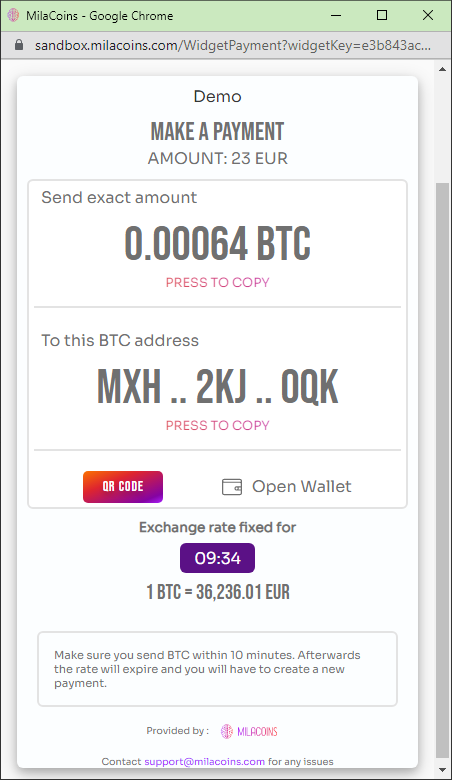 MilaCoins - Google Chrome
sandbox.milacoins.com/WidgetPayment?widgetKey=e3b843ac...
Demo
MAKE A PAYMENT
AMOUNT: 23 EUR
Send exact amount
0.00064 BTC
PRESS TO COPY
To this BTC address
MXH .. 2KJ .. 0QK
PRESS TO COPY
QR CODE
Open Wallet
Exchange rate fixed for
09:34
1 BTC = 36,236.01 EUR
Make sure you send BTC within 10 minutes. Afterwards
the rate will expire and you will have to create a new
payment.
Provided by :
MILACOINS
Contact support@milacoins.com for any issues